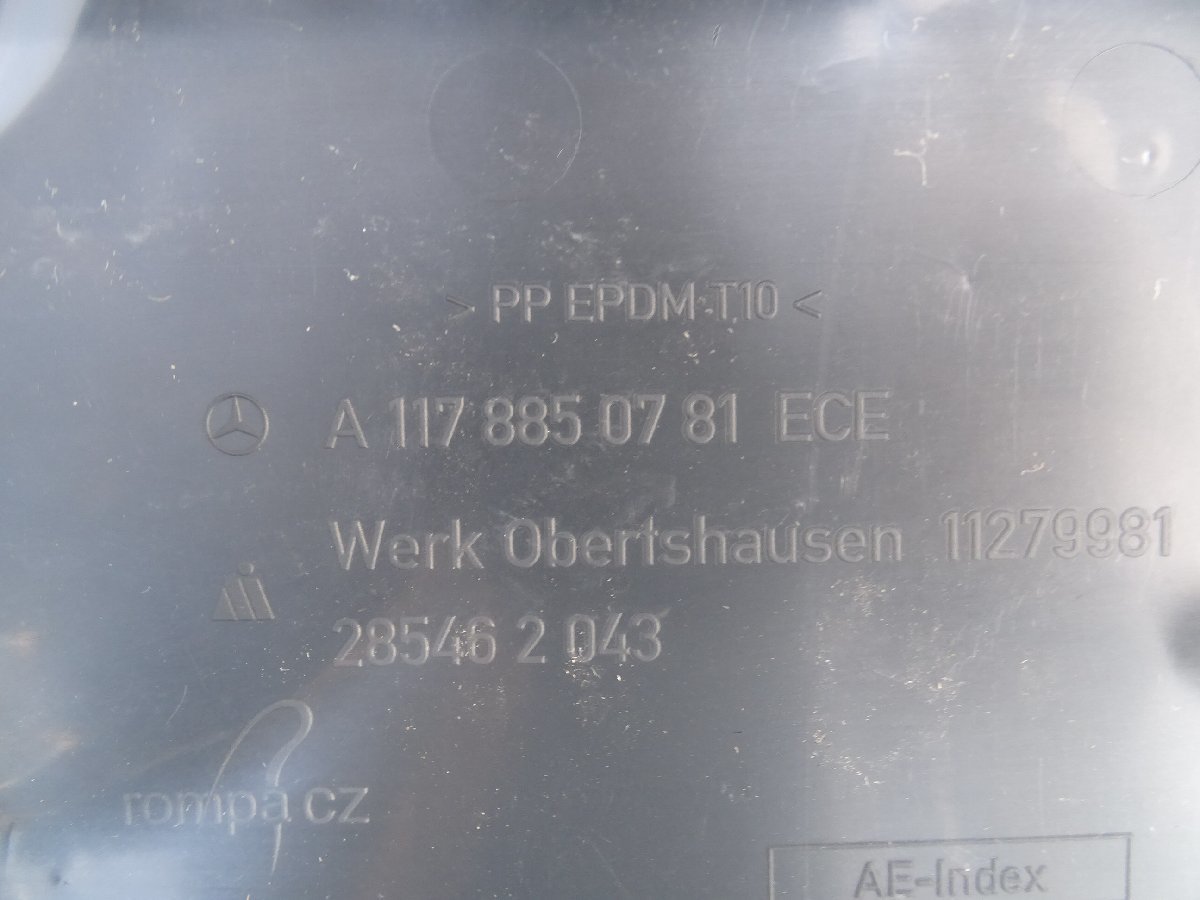 > PP EPDM T10 <
A 117 885 07 81 ECE
Werk Obertshausen 11279981
28546 2 043
rompa cz
AE-Index